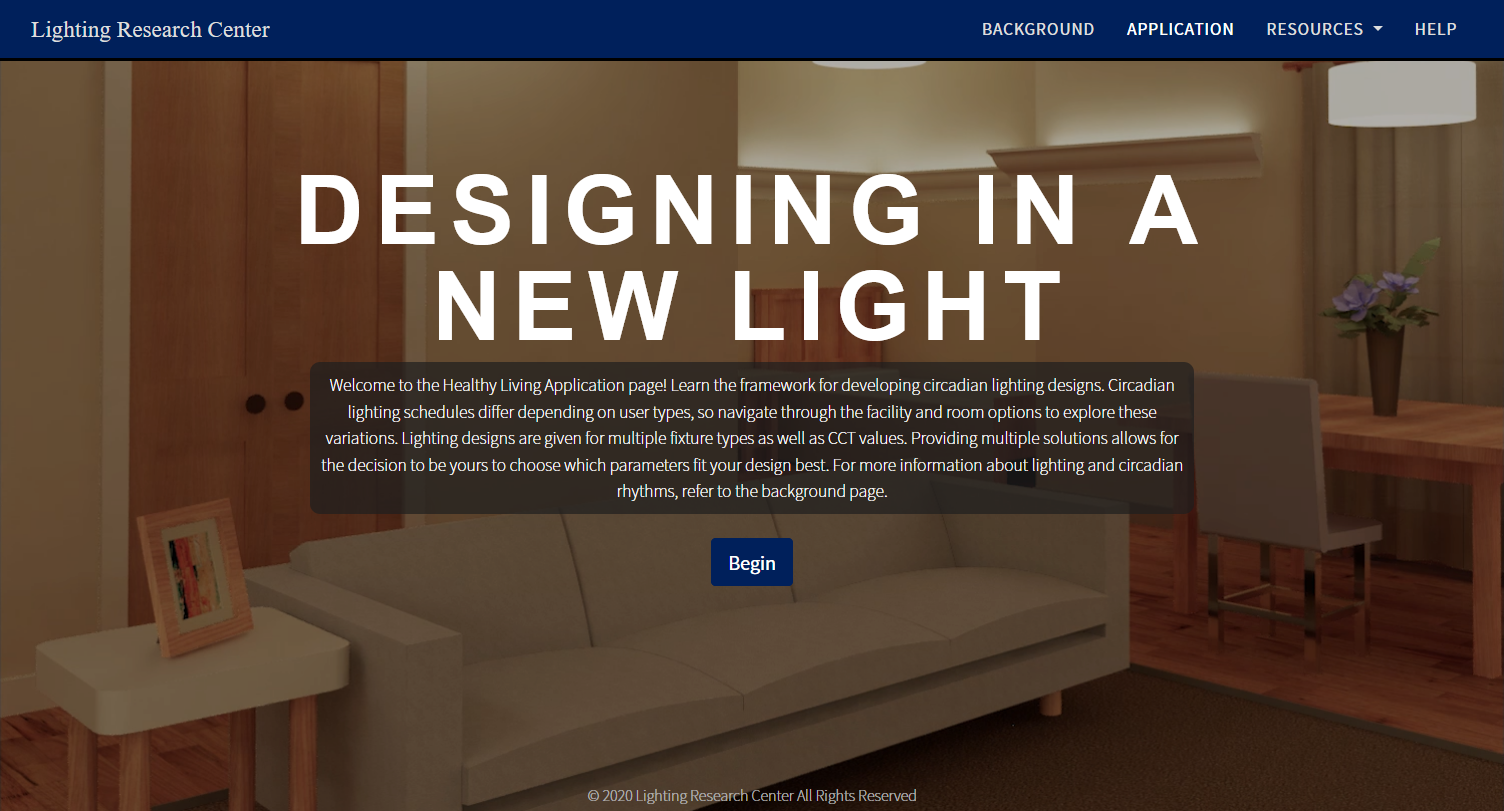 Lighting Research Center
BACKGROUND APPLICATION RESOURCES HELP
DESIGNING IN A
NEW LIGHT
Welcome to the Healthy Living Application page! Learn the framework for developing circadian lighting designs. Circadian
lighting schedules differ depending on user types, so navigate through the facility and room options to explore these
variations. Lighting designs are given for multiple fixture types as well as CCT values. Providing multiple solutions allows for
the decision to be yours to choose which parameters fit your design best. For more information about lighting and circadian
rhythms, refer to the background page.
Begin
© 2020 Lighting Research Center All Rights Reserved